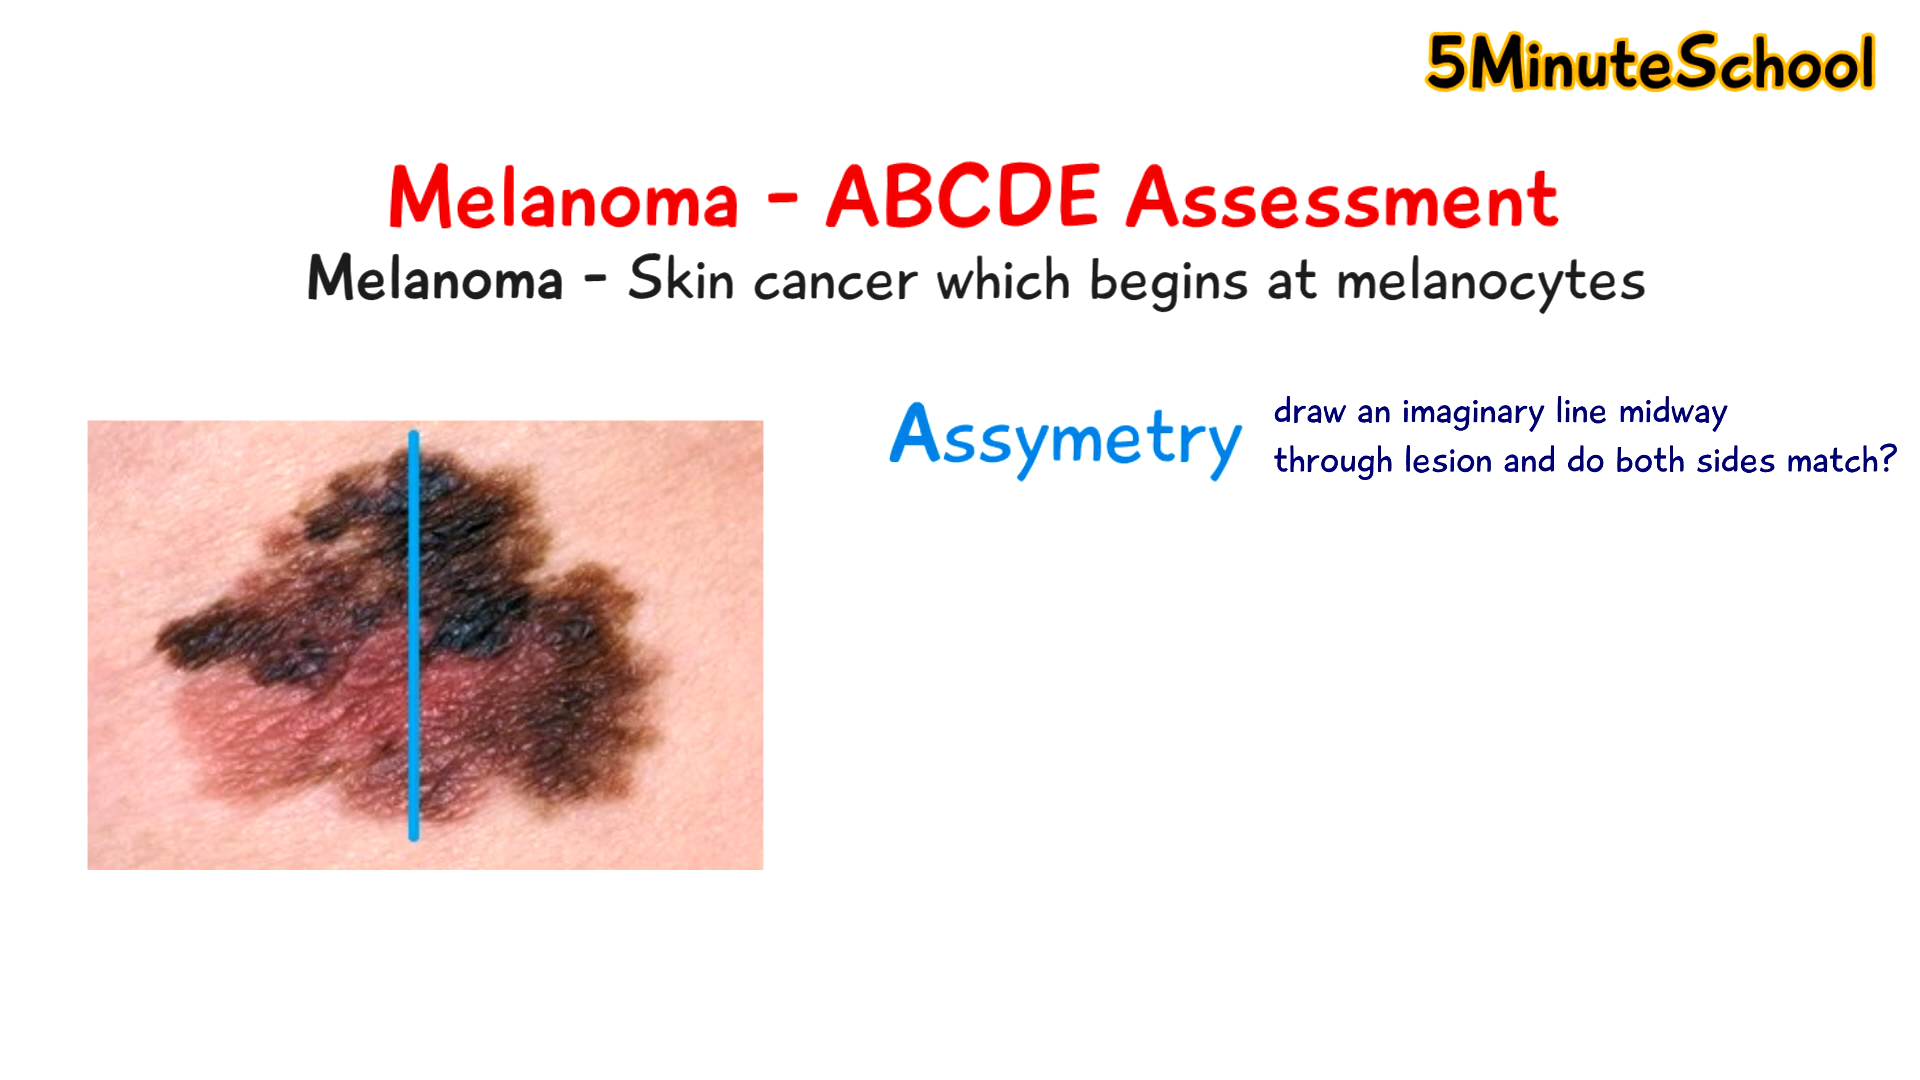 5MinuteSchool
Melanoma - ABCDE Assessment
Melanoma - Skin cancer which begins at melanocytes
Assymetry
draw an imaginary line midway
through lesion and do both sides match?